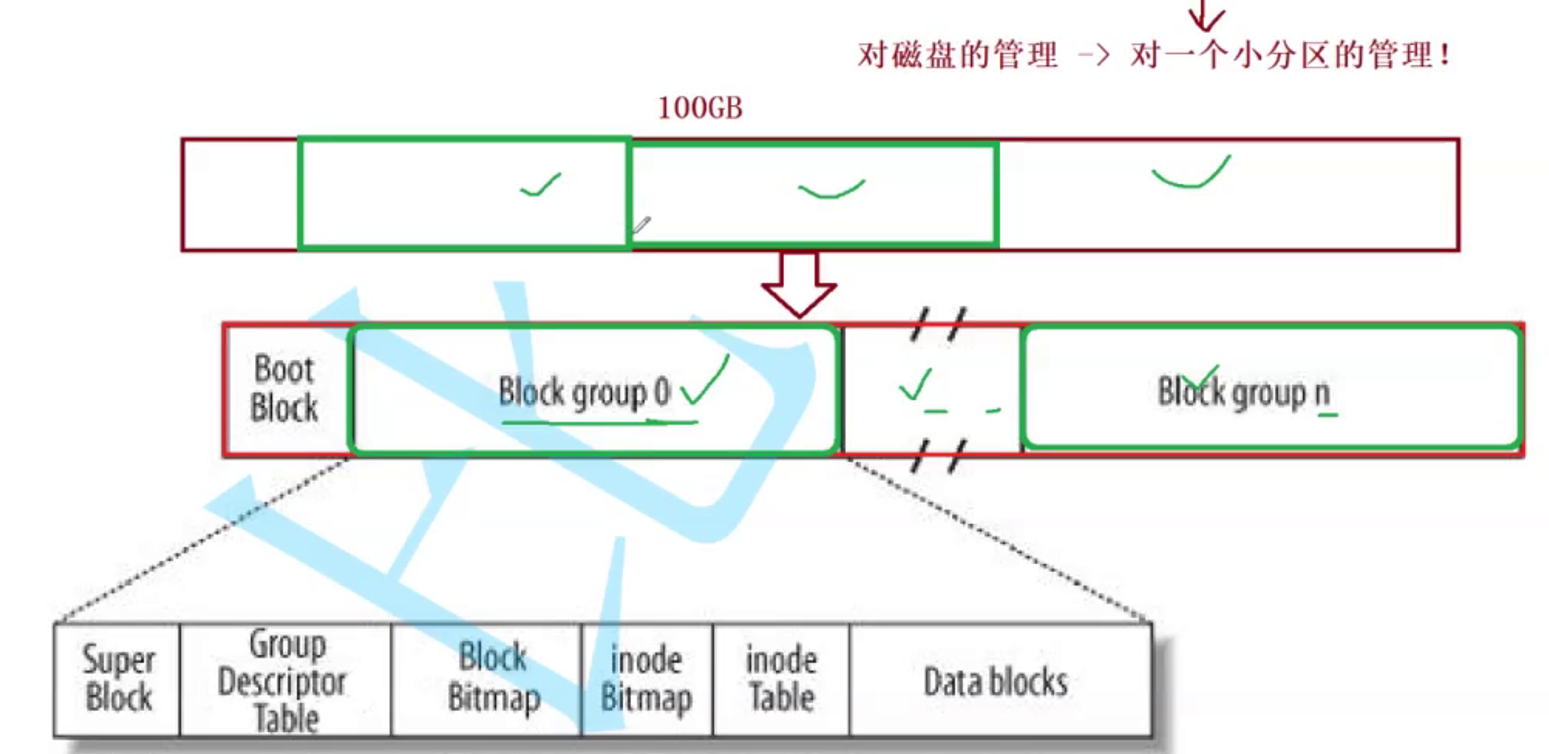 对磁盘的管理 -> 对一个小分区的管理!
100GB
Boot
Block
Block group 0
Block group n
Super
Block
Group
Descriptor
Table
Block
Bitmap
inode
Bitmap
inode
Table
Data blocks